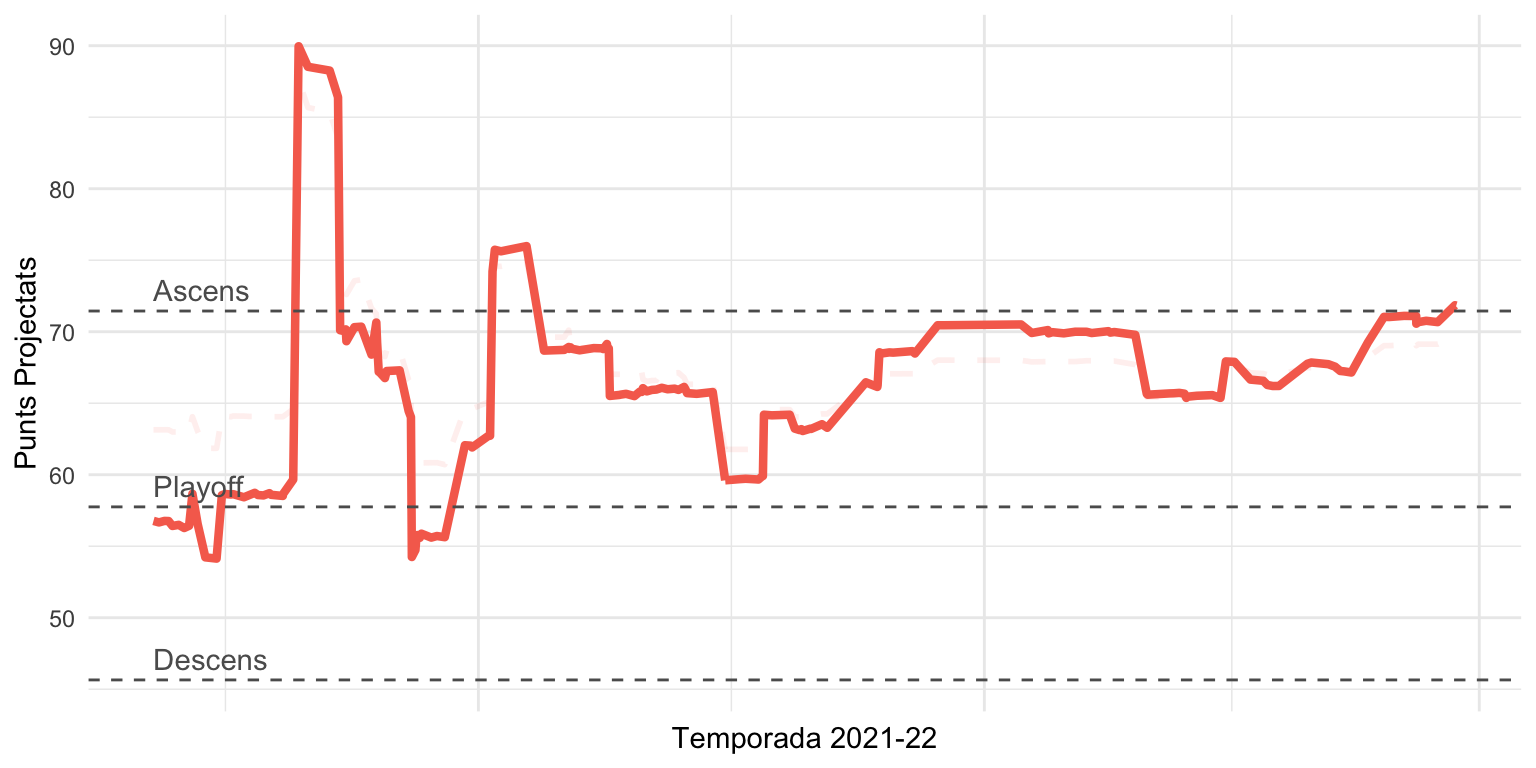 90
80
70
60
50
Punts Projectats
Ascens
Playoff
Descens
Temporada 2021-22